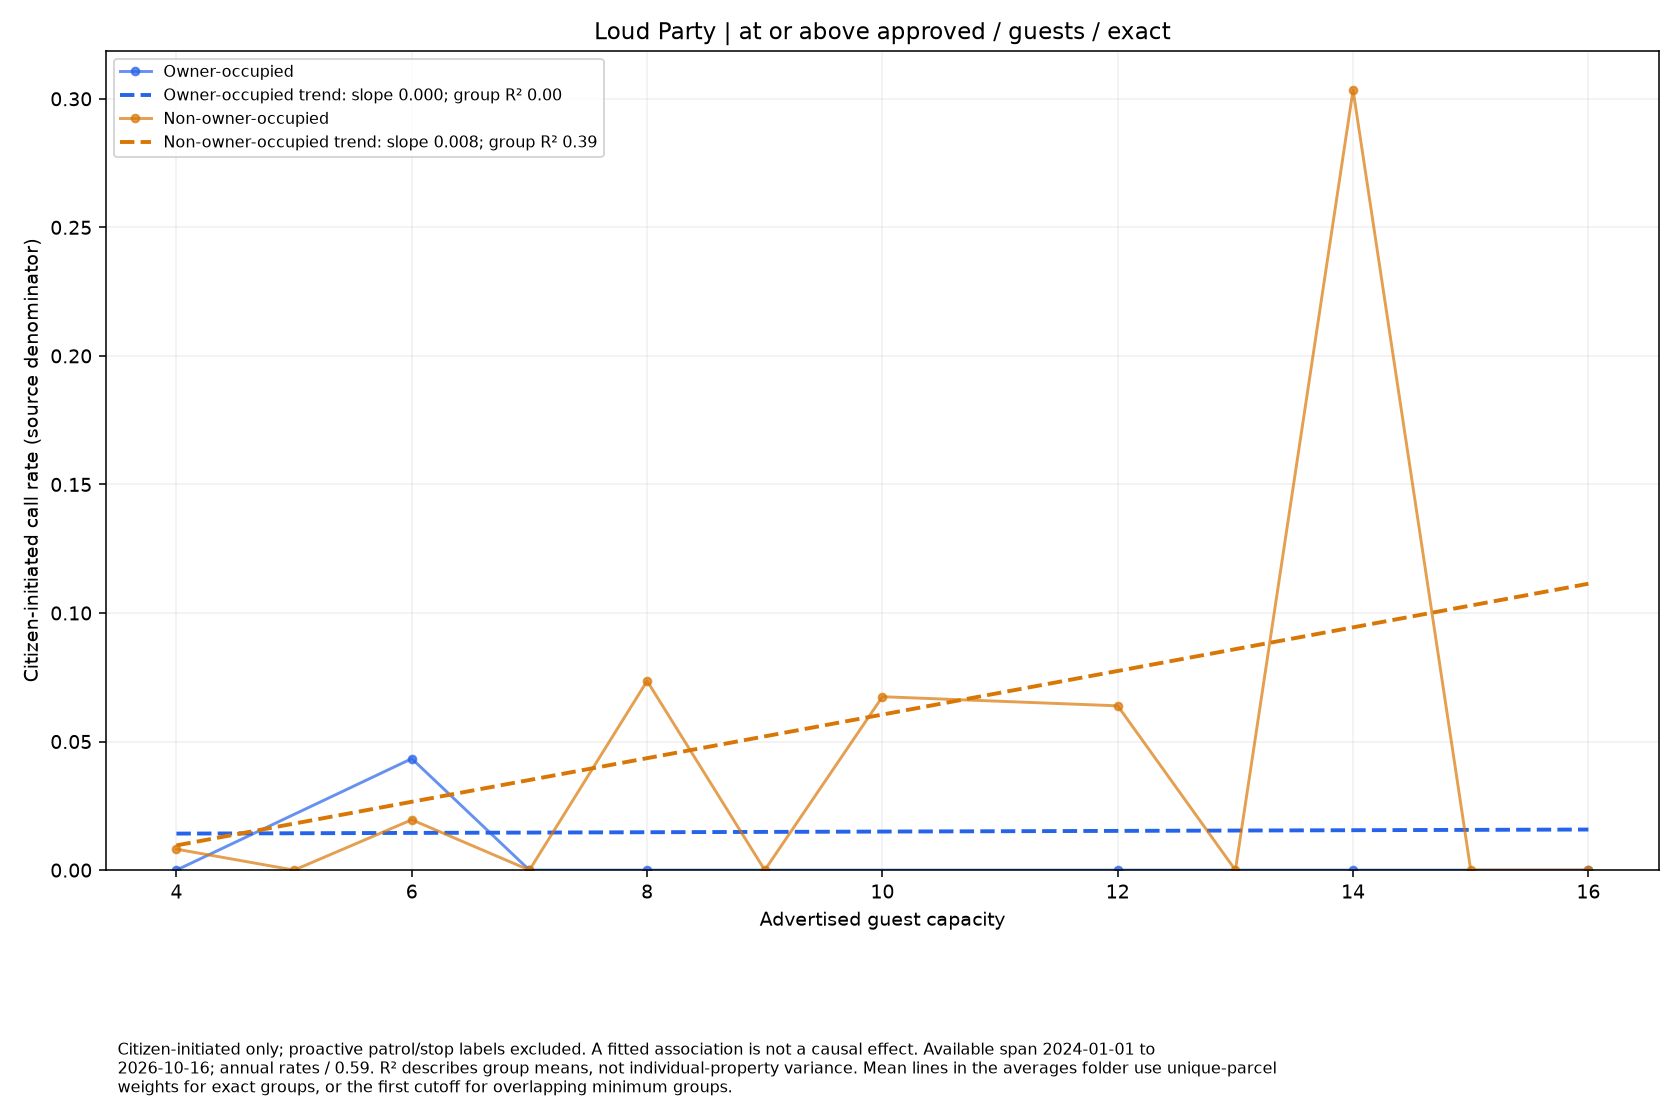 Loud Party | at or above approved / guests / exact
Owner-occupied
Owner-occupied trend: slope 0.000; group R² 0.00
Non-owner-occupied
Non-owner-occupied trend: slope 0.008; group R² 0.39
Citizen-initiated call rate (source denominator)
0.30
0.25
0.20
0.15
0.10
0.05
0.00
4 6 8 10 12 14 16
Advertised guest capacity
Citizen-initiated only; proactive patrol/stop labels excluded. A fitted association is not a causal effect. Available span 2024-01-01 to
2026-10-16; annual rates / 0.59. R² describes group means, not individual-property variance. Mean lines in the averages folder use unique-parcel
weights for exact groups, or the first cutoff for overlapping minimum groups.